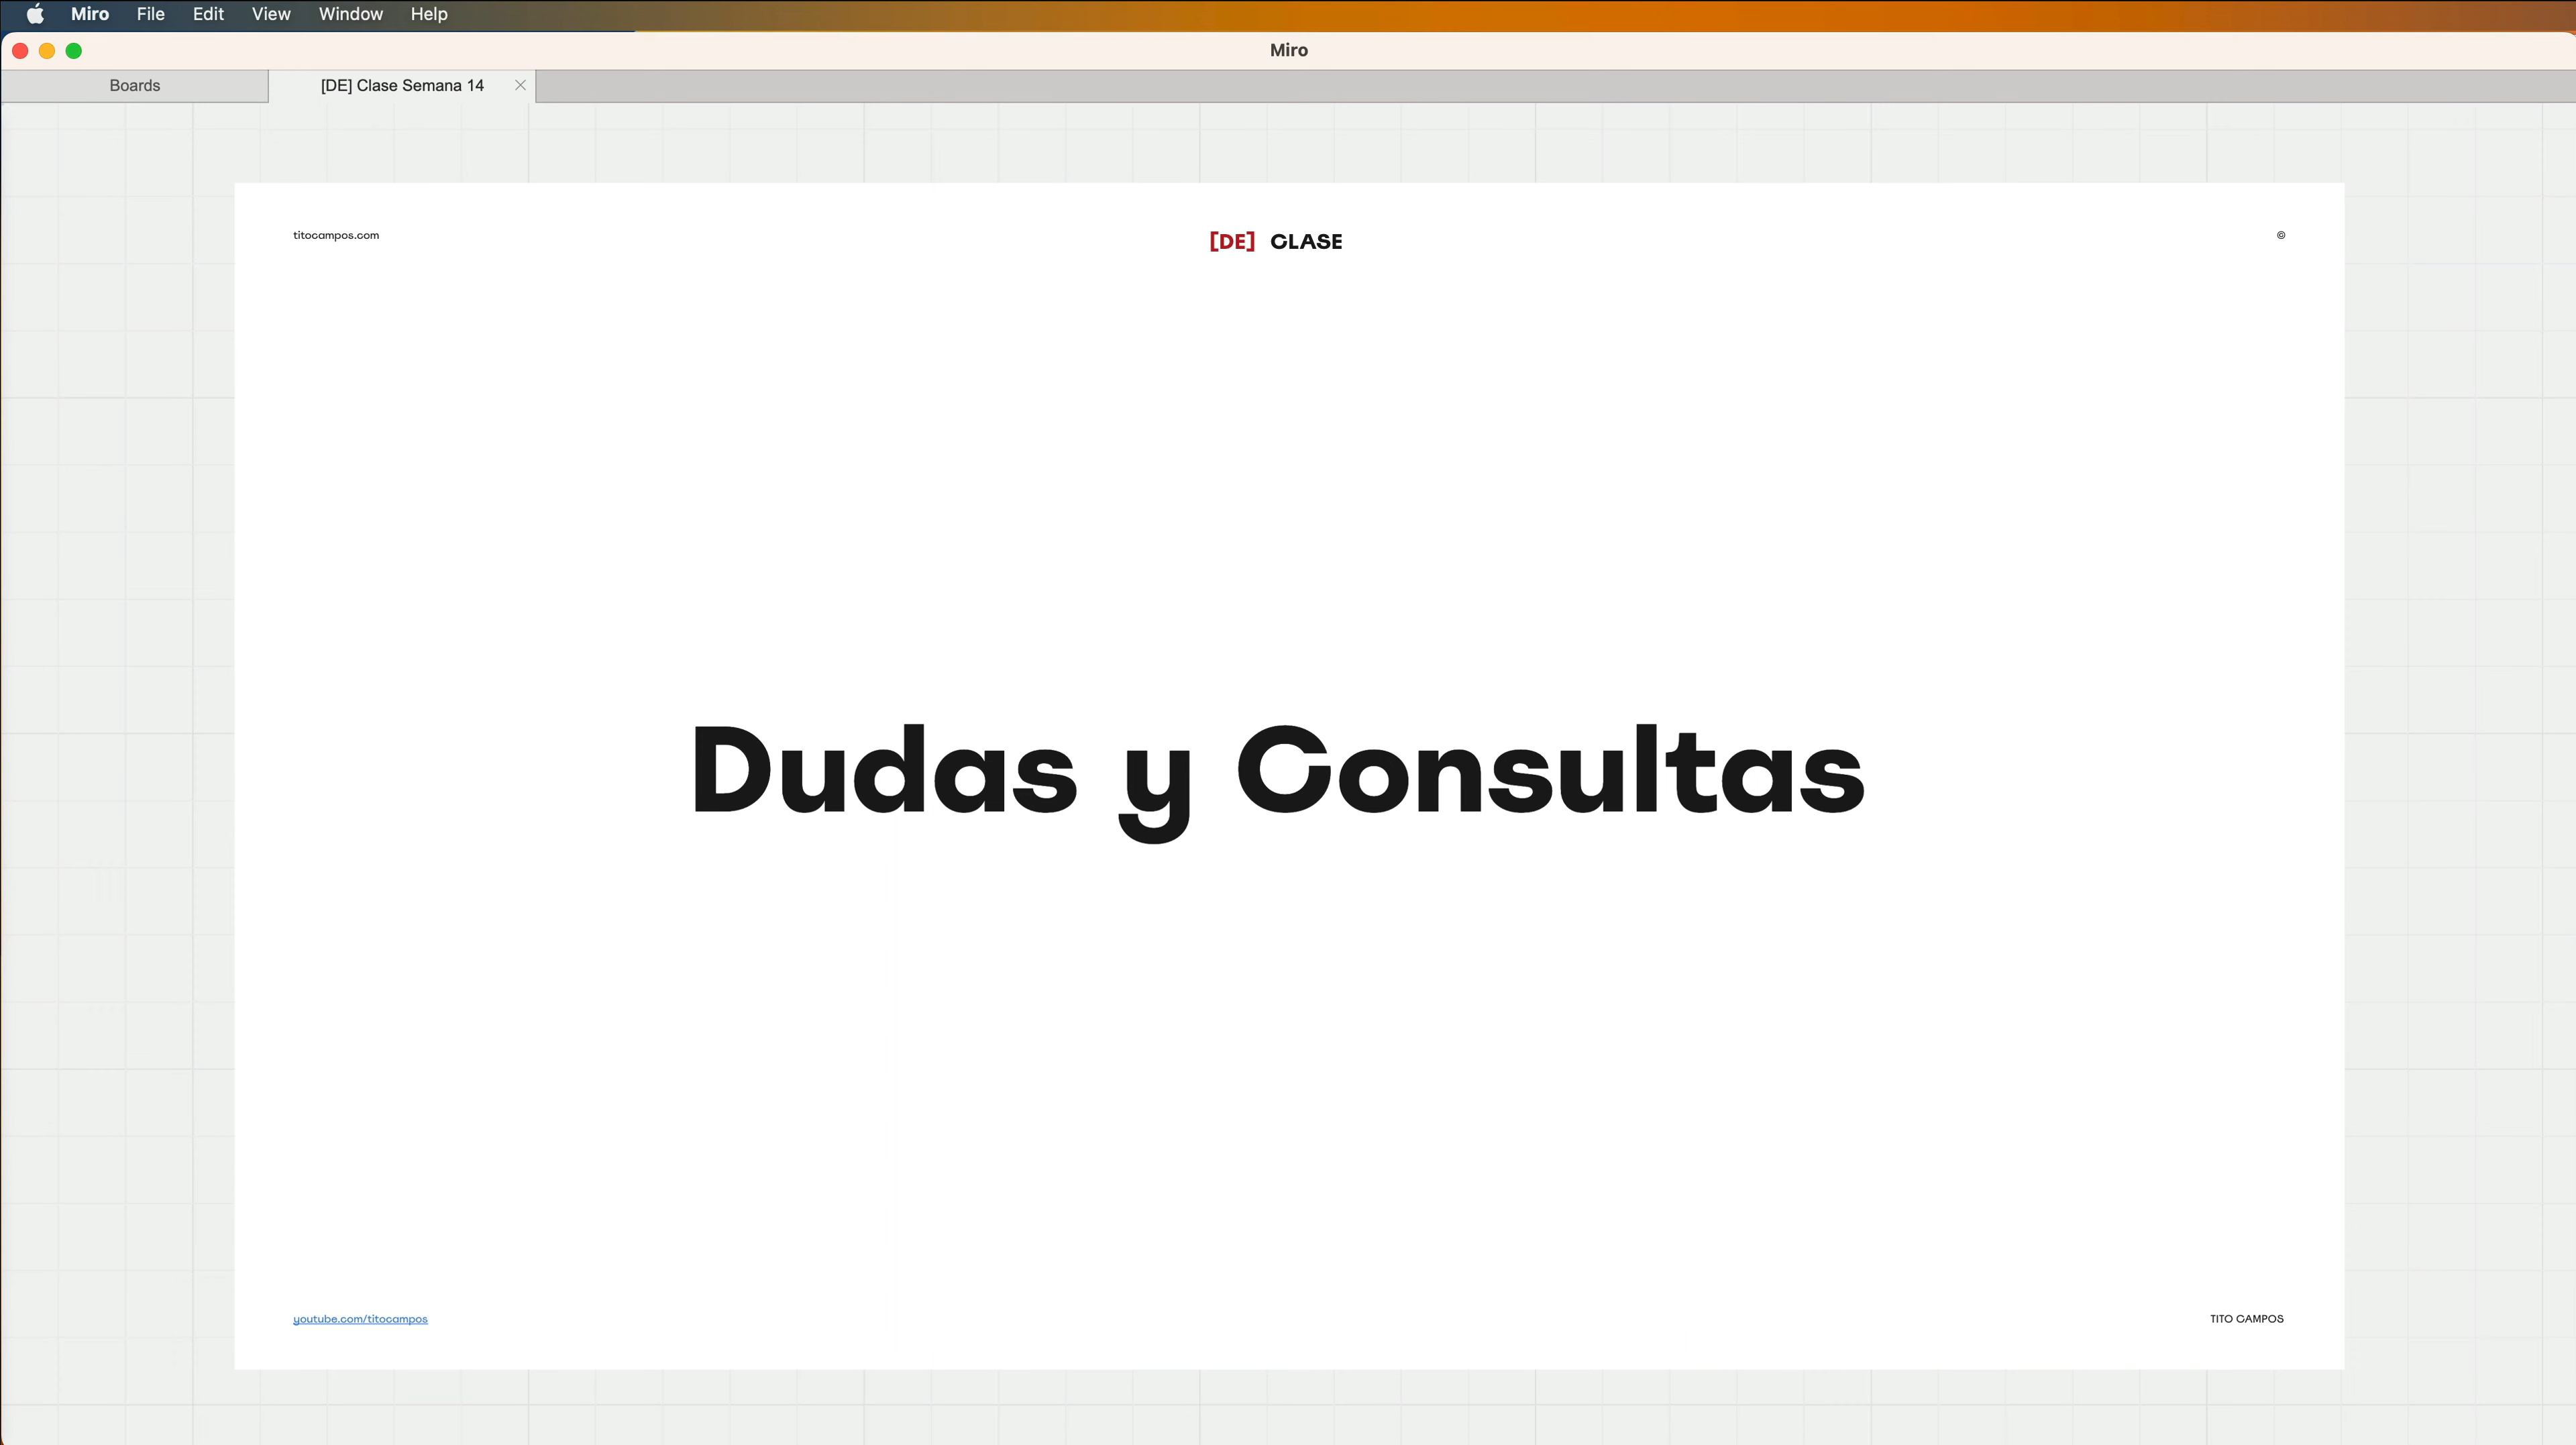 Miro File Edit View Window Help
Miro
Boards [DE] Clase Semana 14
titocampos.com [DE] CLASE ©
Dudas y Consultas
youtube.com/titocampos TITO CAMPOS